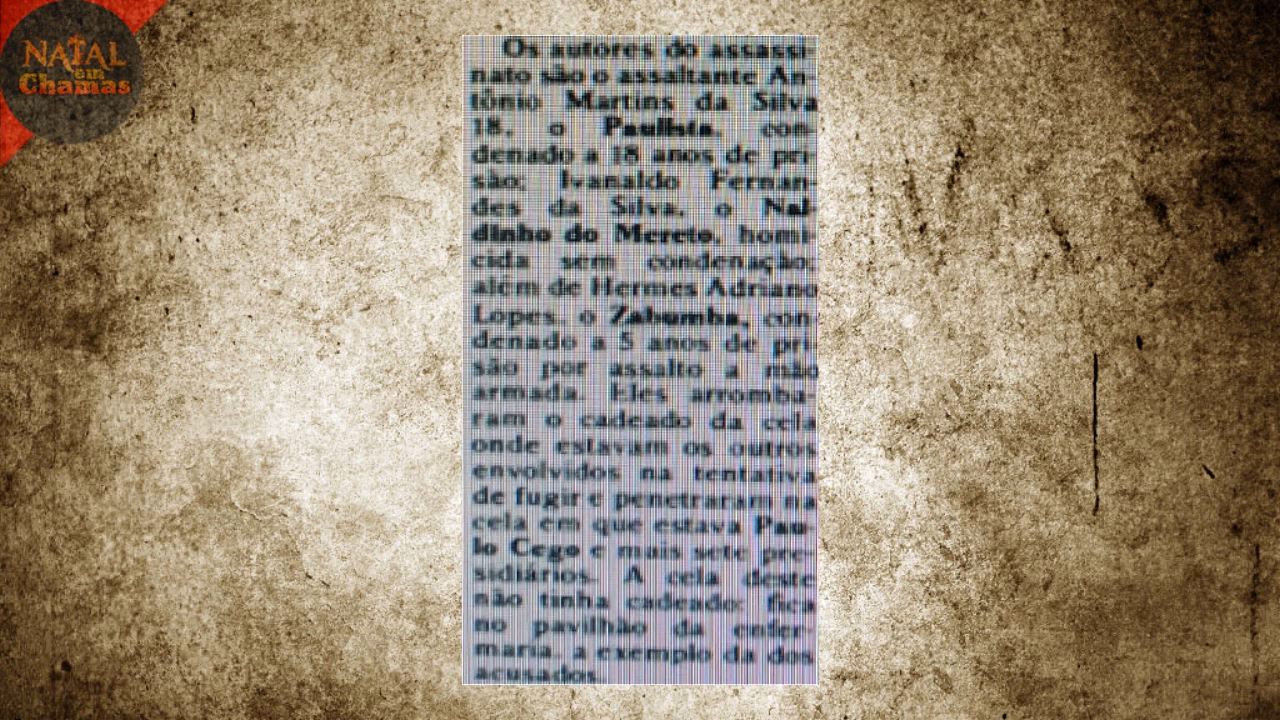 NATAL
em
Chamas
Os autores do assassi-
nato são o assaltante An-
tônio Martins da Silva
18, o Paulista, con-
denado a 18 anos de pri-
são; Ivanaldo Fernan-
des da Silva, o Nal-
dinho do Mereto, homi-
cida sem condenação;
além de Hermes Adriano
Lopes, o Zabumba, con-
denado a 5 anos de pri-
são por assalto a mão
armada. Eles arromba-
ram o cadeado da cela
onde estavam os outros
envolvidos na tentativa
de fugir e penetraram na
cela em que estava Pau-
lo Cego e mais sete pre-
sidiários. A cela deste
não tinha cadeado: fica
no pavilhão da enfer-
maria, a exemplo da dos
acusados.